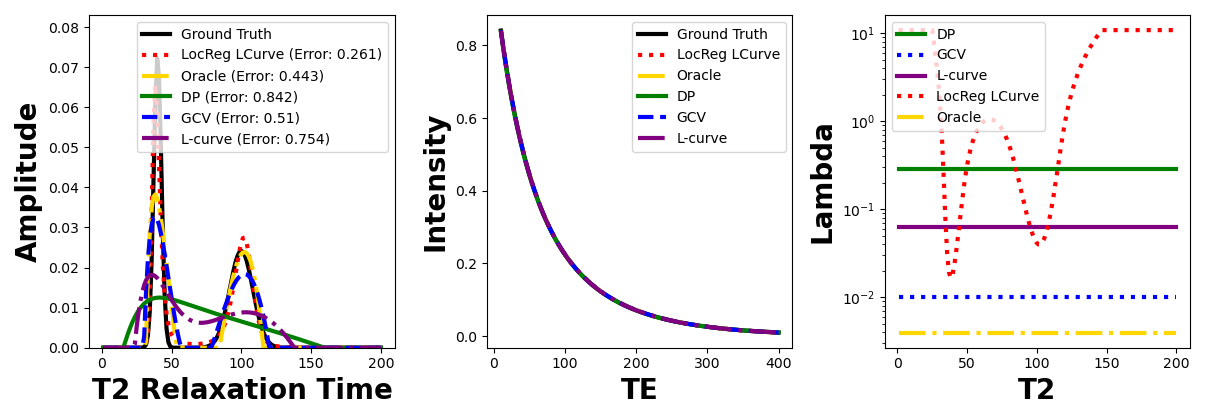 Amplitude
0.08
0.07
0.06
0.05
0.04
0.03
0.02
0.01
0.00
Ground Truth
LocReg LCurve (Error: 0.261)
Oracle (Error: 0.443)
DP (Error: 0.842)
GCV (Error: 0.51)
L-curve (Error: 0.754)
0 50 100 150 200
T2 Relaxation Time
Intensity
0.8
0.6
0.4
0.2
0.0
Ground Truth
LocReg LCurve
Oracle
DP
GCV
L-curve
0 100 200 300 400
TE
Lambda
10¹
10⁰
10⁻¹
10⁻²
DP
GCV
L-curve
LocReg LCurve
Oracle
0 50 100 150 200
T2